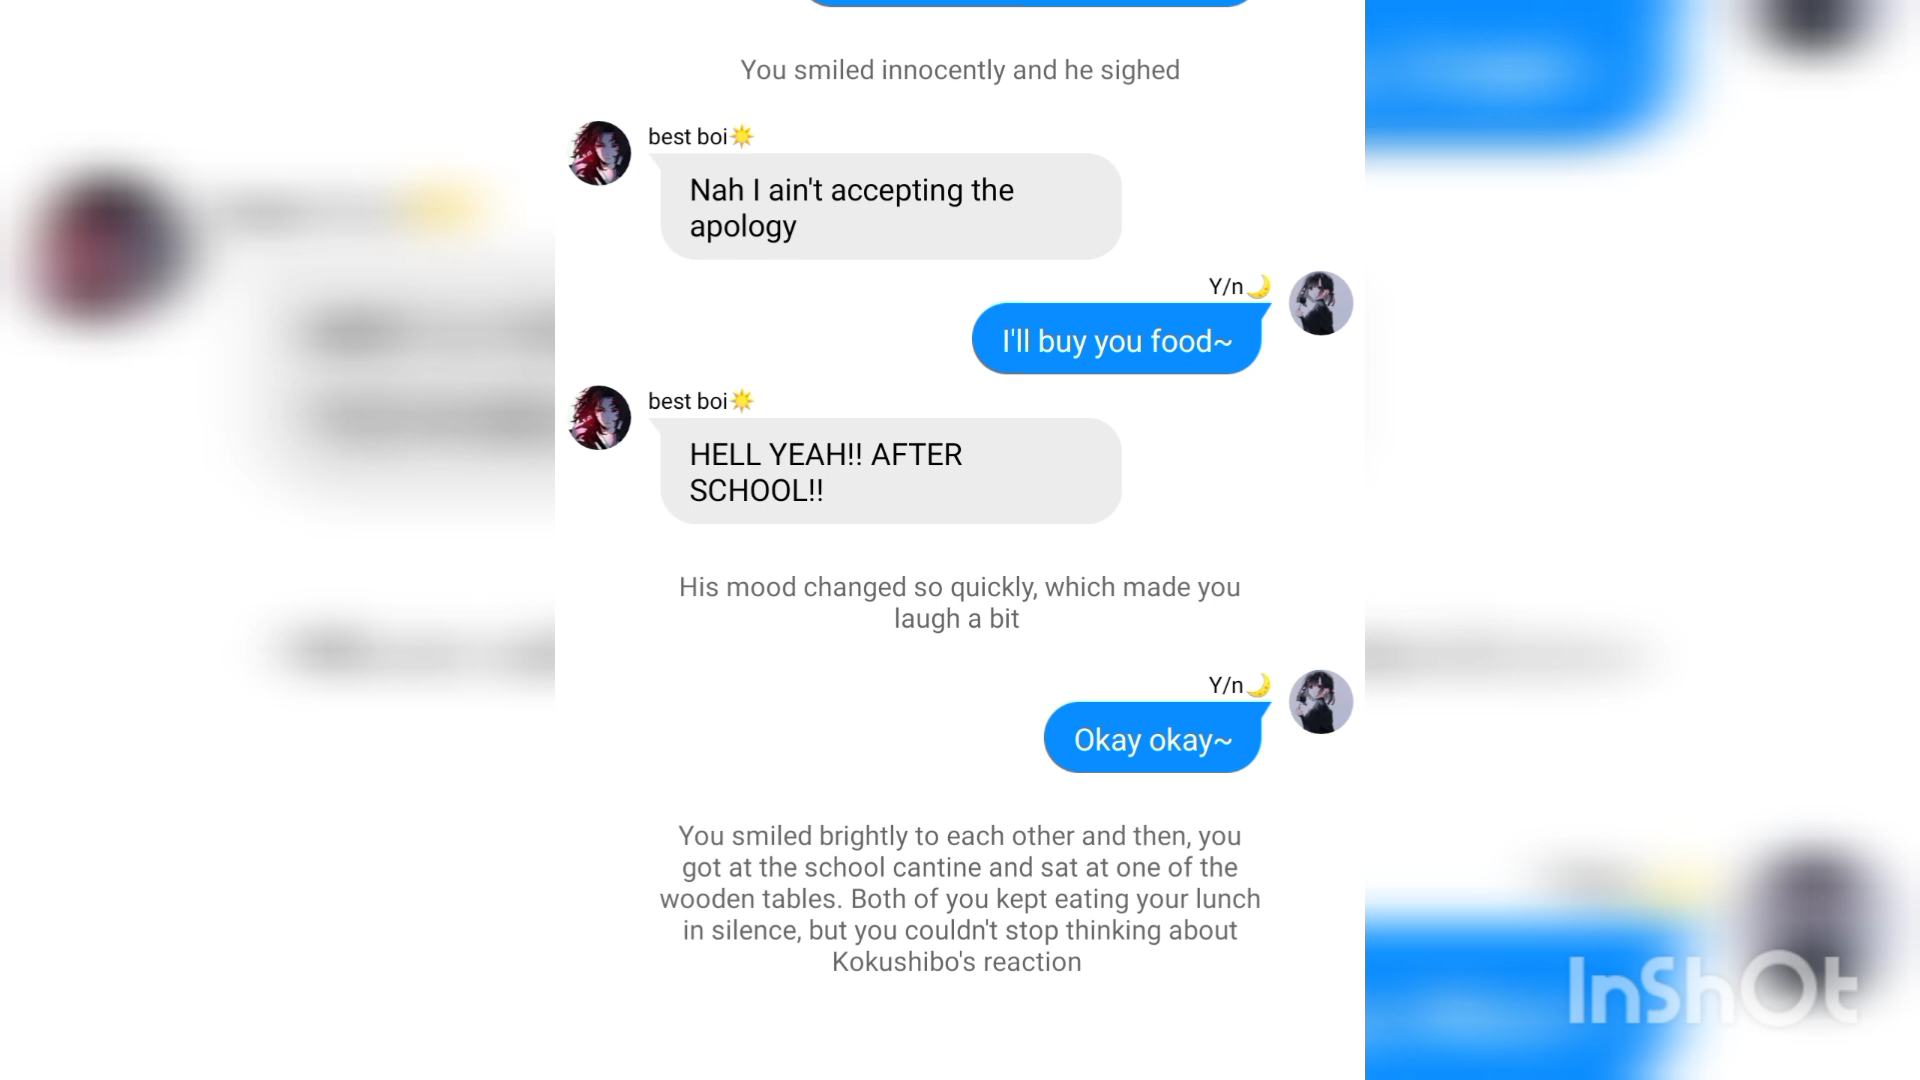 You smiled innocently and he sighed
best boi☀️
Nah I ain't accepting the
apology
Y/n🌙
I'll buy you food~
best boi☀️
HELL YEAH!! AFTER
SCHOOL!!
His mood changed so quickly, which made you
laugh a bit
Y/n🌙
Okay okay~
You smiled brightly to each other and then, you
got at the school cantine and sat at one of the
wooden tables. Both of you kept eating your lunch
in silence, but you couldn't stop thinking about
Kokushibo's reaction
InShOt